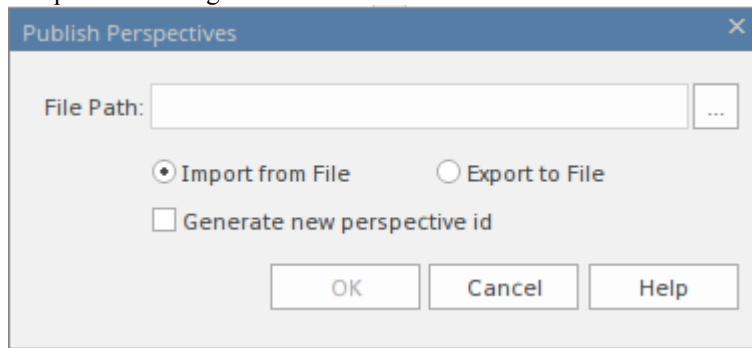 Publish Perspectives
File Path:
...
Import from File
Export to File
Generate new perspective id
OK
Cancel
Help